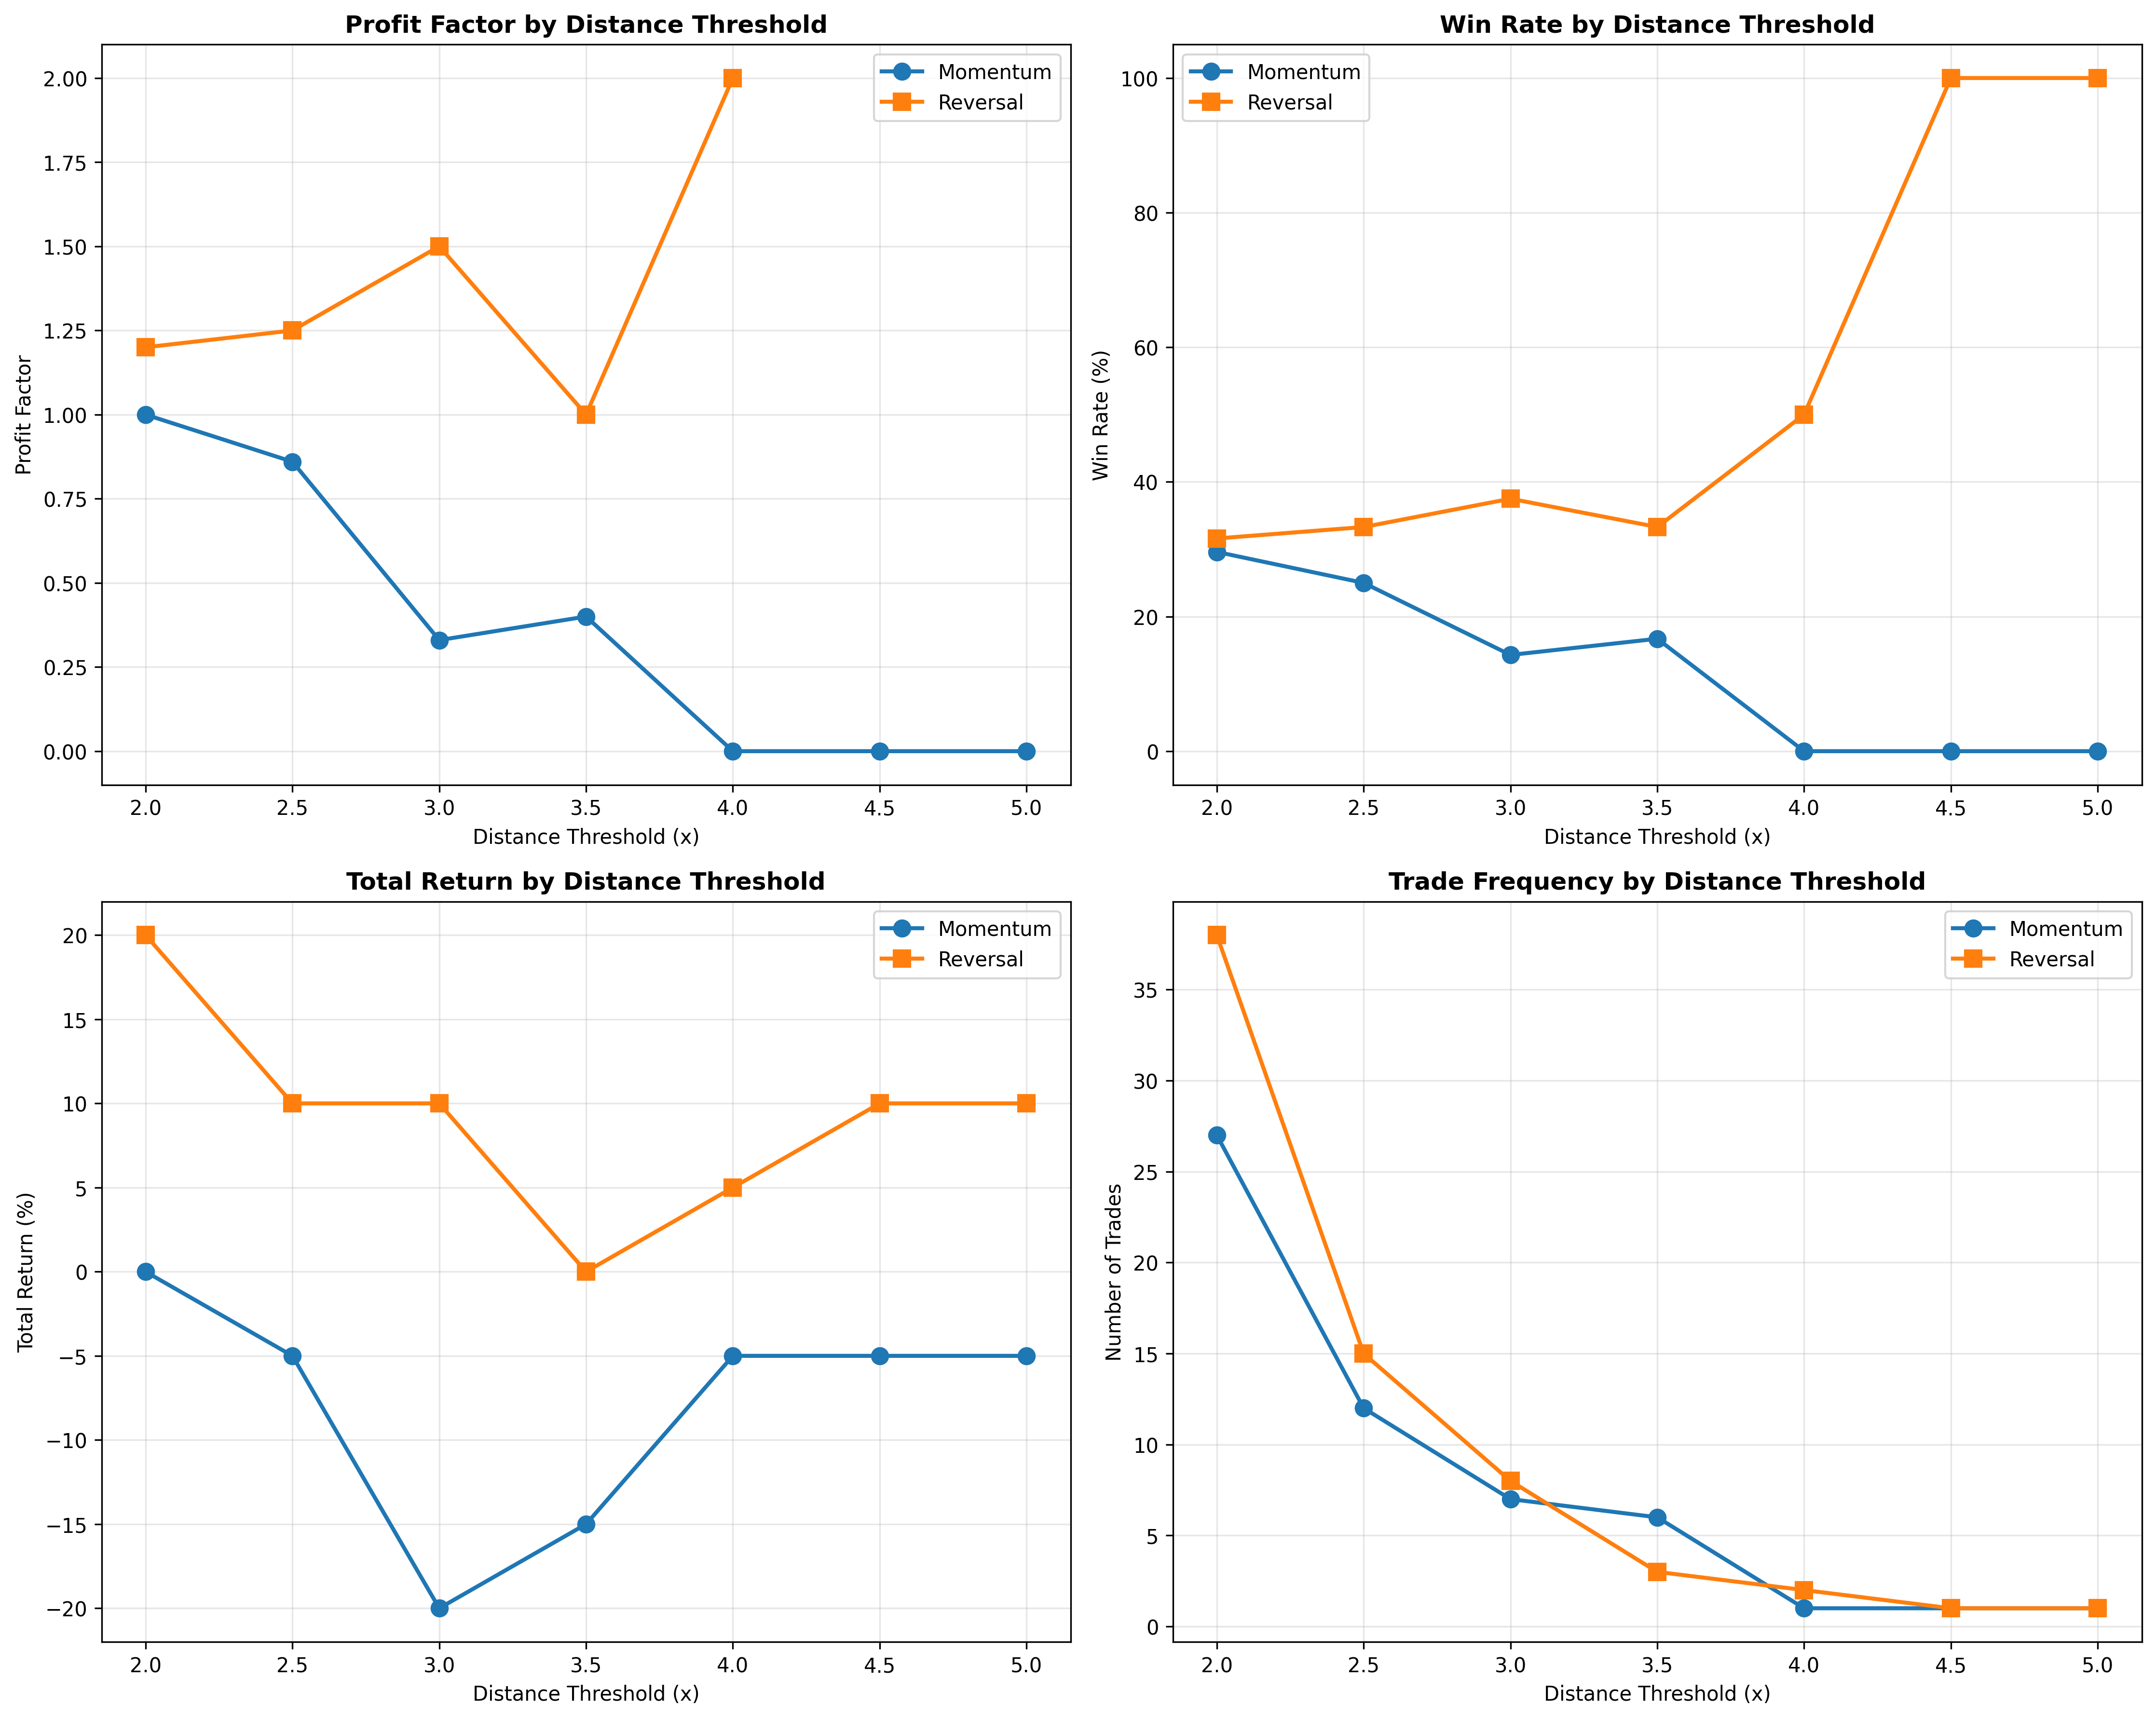 Profit Factor by Distance Threshold
Momentum
Reversal
2.00
1.75
1.50
1.25
1.00
0.75
0.50
0.25
0.00
Profit Factor
2.0 2.5 3.0 3.5 4.0 4.5 5.0
Distance Threshold (x)
Win Rate by Distance Threshold
Momentum
Reversal
100
80
60
40
20
0
Win Rate (%)
2.0 2.5 3.0 3.5 4.0 4.5 5.0
Distance Threshold (x)
Total Return by Distance Threshold
Momentum
Reversal
20
15
10
5
0
−5
−10
−15
−20
Total Return (%)
2.0 2.5 3.0 3.5 4.0 4.5 5.0
Distance Threshold (x)
Trade Frequency by Distance Threshold
Momentum
Reversal
35
30
25
20
15
10
5
0
Number of Trades
2.0 2.5 3.0 3.5 4.0 4.5 5.0
Distance Threshold (x)